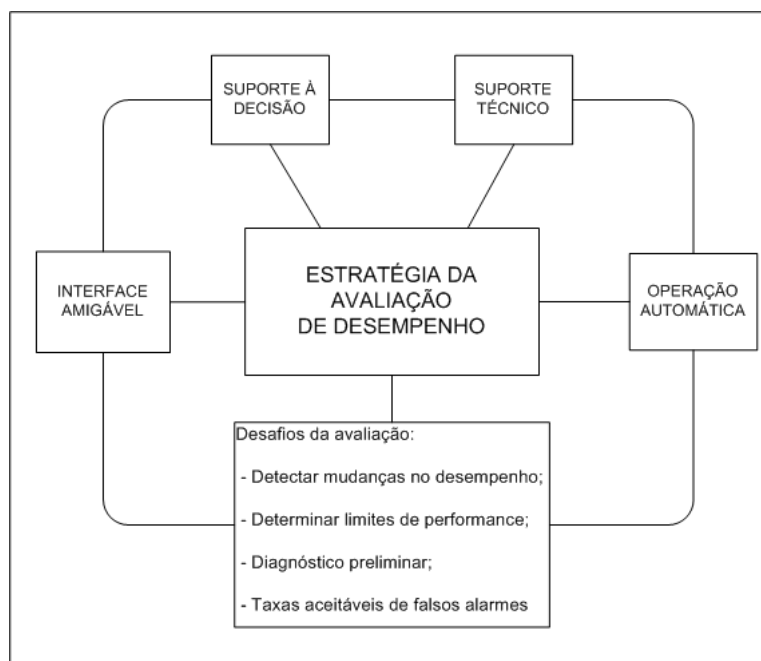 SUPORTE À
DECISÃO
SUPORTE
TÉCNICO
INTERFACE
AMIGÁVEL
ESTRATÉGIA DA
AVALIAÇÃO
DE DESEMPENHO
OPERAÇÃO
AUTOMÁTICA
Desafios da avaliação:
- Detectar mudanças no desempenho;
- Determinar limites de performance;
- Diagnóstico preliminar;
- Taxas aceitáveis de falsos alarmes